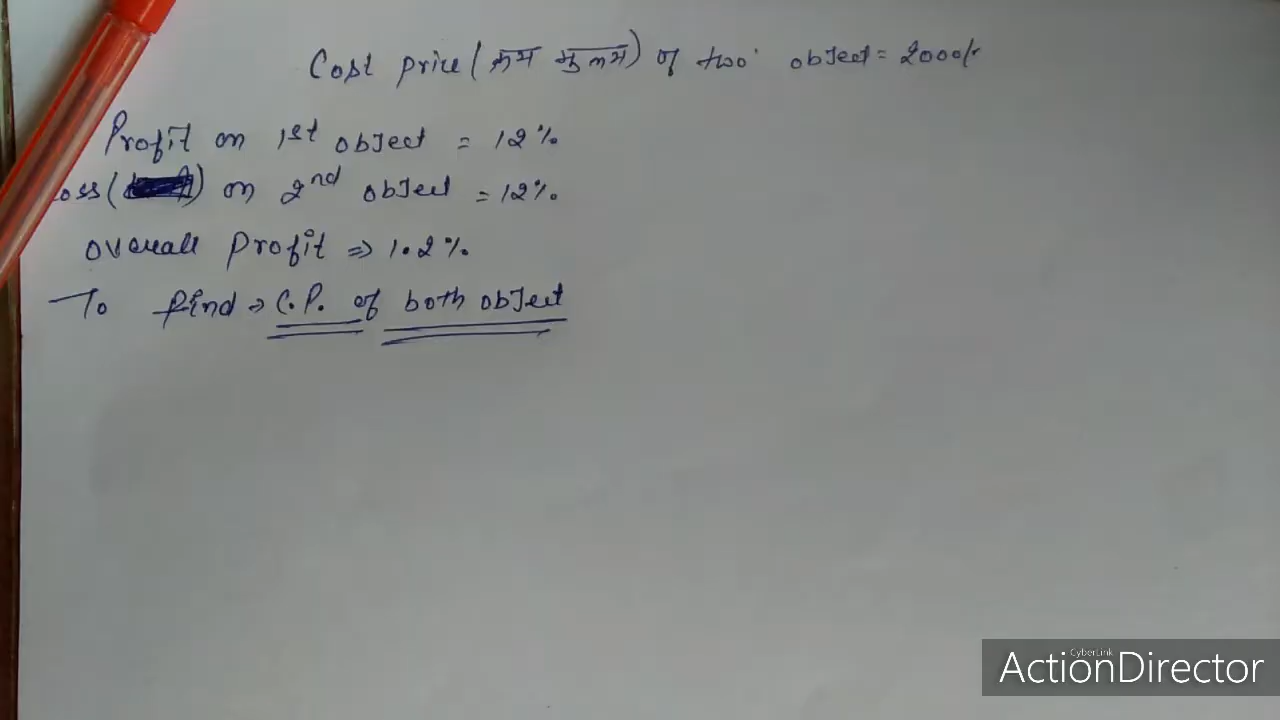 Cost price (क्रय मुल्य) of two object = 2000/-
Profit on 1st object = 12%
oss ( ) on 2nd object = 12%
overall profit ⇒ 1.2%
To find → C.P. of both object
CyberLink
ActionDirector